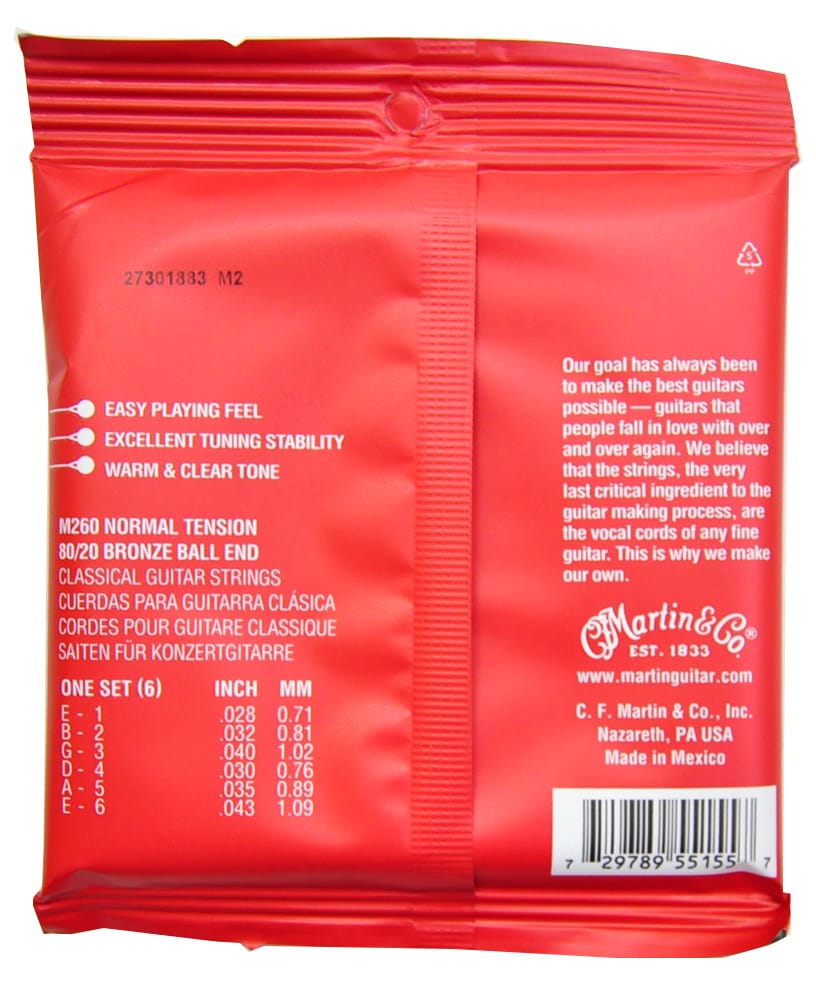 27301883 M2
EASY PLAYING FEEL
EXCELLENT TUNING STABILITY
WARM & CLEAR TONE
M260 NORMAL TENSION
80/20 BRONZE BALL END
CLASSICAL GUITAR STRINGS
CUERDAS PARA GUITARRA CLÁSICA
CORDES POUR GUITARE CLASSIQUE
SAITEN FÜR KONZERTGITARRE
ONE SET (6) INCH MM
E - 1 .028 0.71
B - 2 .032 0.81
G - 3 .040 1.02
D - 4 .030 0.76
A - 5 .035 0.89
E - 6 .043 1.09
5
PP
Our goal has always been
to make the best guitars
possible — guitars that
people fall in love with over
and over again. We believe
that the strings, the very
last critical ingredient to the
guitar making process, are
the vocal cords of any fine
guitar. This is why we make
our own.
CF Martin & Co.®
EST. 1833
www.martinguitar.com
C. F. Martin & Co., Inc.
Nazareth, PA USA
Made in Mexico
7 29789 55155 7